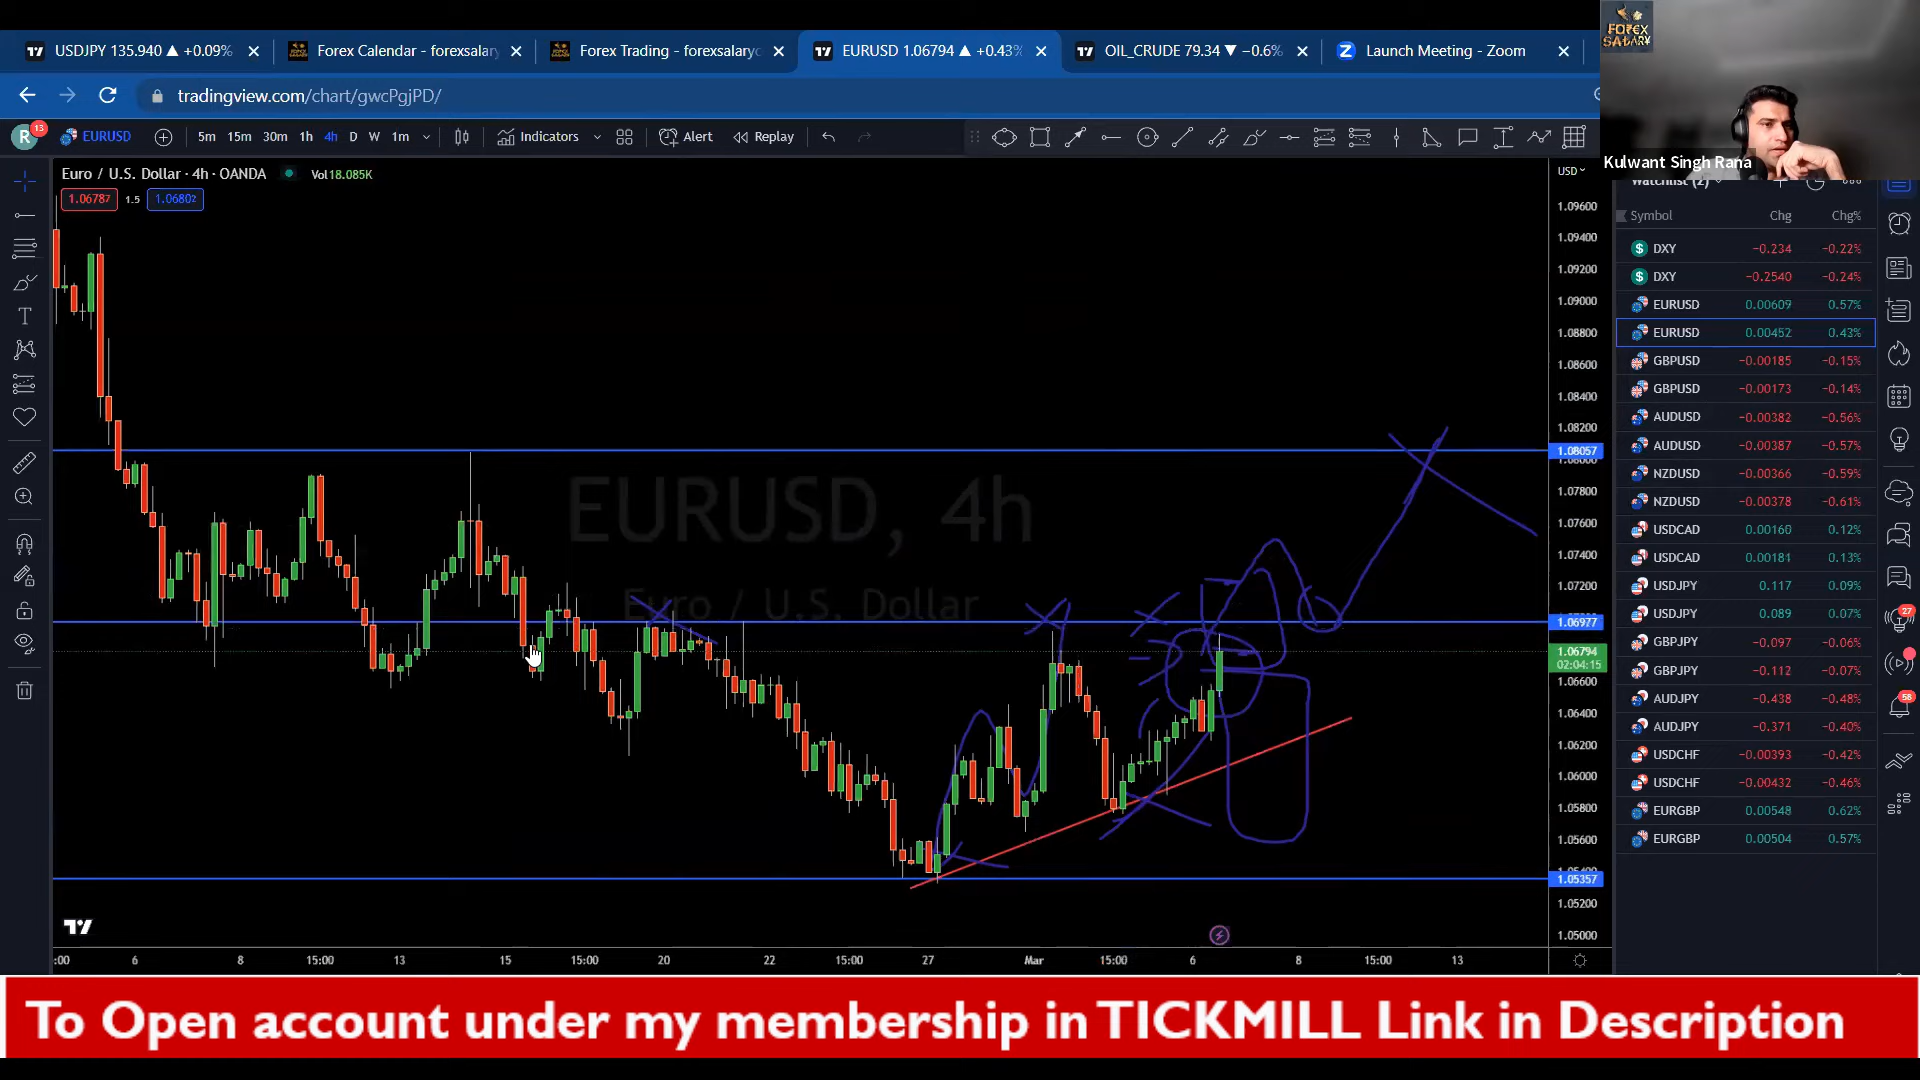 USDJPY 135.940 ▲ +0.09%
Forex Calendar - forexsalary
Forex Trading - forexsalaryc
EURUSD 1.06794 ▲ +0.43%
OIL_CRUDE 79.34 ▼ −0.6%
Launch Meeting - Zoom
FOREX
SALARY
tradingview.com/chart/gwcPgjPD/
R 13 EURUSD 5m 15m 30m 1h 4h D W 1m Indicators Alert Replay
Kulwant Singh Rana
Euro / U.S. Dollar · 4h · OANDA Vol18.085K
1.06787 1.5 1.06802
USD
1.09600
1.09400
1.09200
1.09000
1.08800
1.08600
1.08400
1.08200
1.08057
1.07800
1.07600
1.07400
1.07200
1.06977
1.06794
02:04:15
1.06600
1.06400
1.06200
1.06000
1.05800
1.05600
1.05357
1.05200
1.05000
EURUSD, 4h
Euro / U.S. Dollar
:00 6 8 15:00 13 15 15:00 20 22 15:00 27 Mar 15:00 6 8 15:00 13
Watchlist (2)
Symbol Chg Chg%
DXY −0.234 −0.22%
DXY −0.2540 −0.24%
EURUSD 0.00609 0.57%
EURUSD 0.00452 0.43%
GBPUSD −0.00185 −0.15%
GBPUSD −0.00173 −0.14%
AUDUSD −0.00382 −0.56%
AUDUSD −0.00387 −0.57%
NZDUSD −0.00366 −0.59%
NZDUSD −0.00378 −0.61%
USDCAD 0.00160 0.12%
USDCAD 0.00181 0.13%
USDJPY 0.117 0.09%
USDJPY 0.089 0.07%
GBPJPY −0.097 −0.06%
GBPJPY −0.112 −0.07%
AUDJPY −0.438 −0.48%
AUDJPY −0.371 −0.40%
USDCHF −0.00393 −0.42%
USDCHF −0.00432 −0.46%
EURGBP 0.00548 0.62%
EURGBP 0.00504 0.57%
27
58
To Open account under my membership in TICKMILL Link in Description